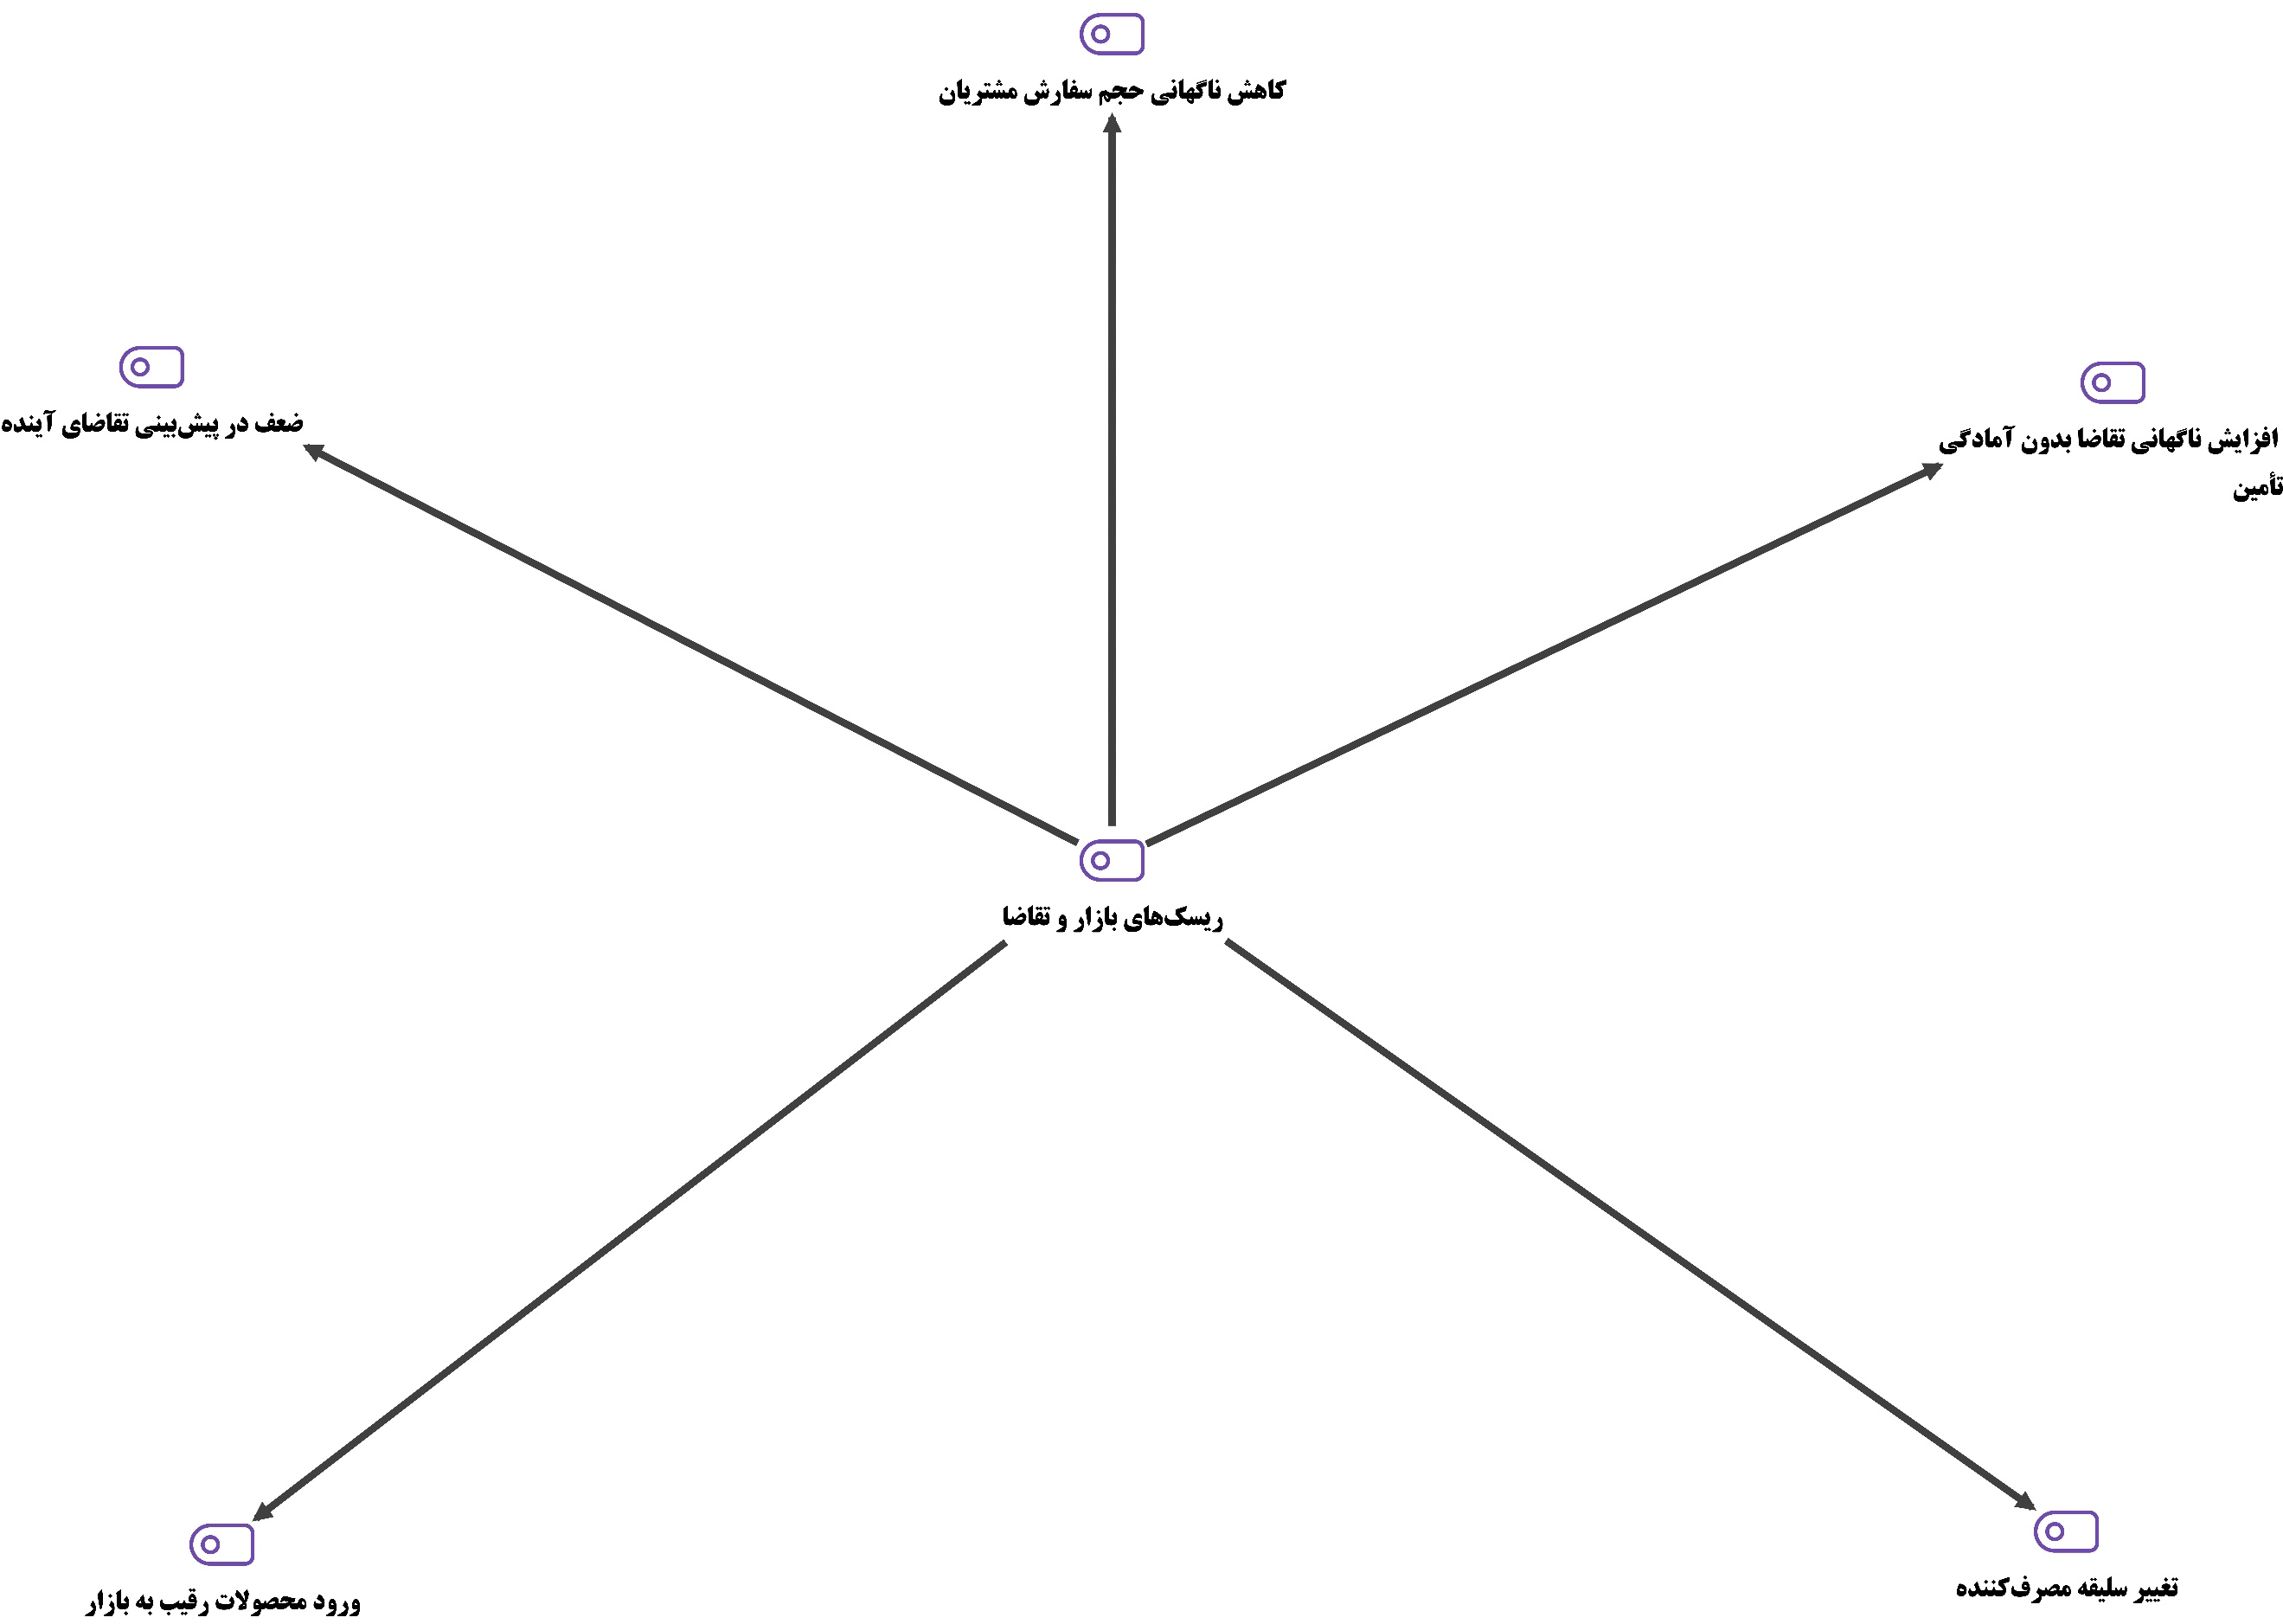 کاهش ناگهانی حجم سفارش مشتریان
ضعف در پیش‌بینی تقاضای آینده
افزایش ناگهانی تقاضا بدون آمادگی
تأمین
ریسک‌های بازار و تقاضا
ورود محصولات رقیب به بازار
تغییر سلیقه مصرف‌کننده